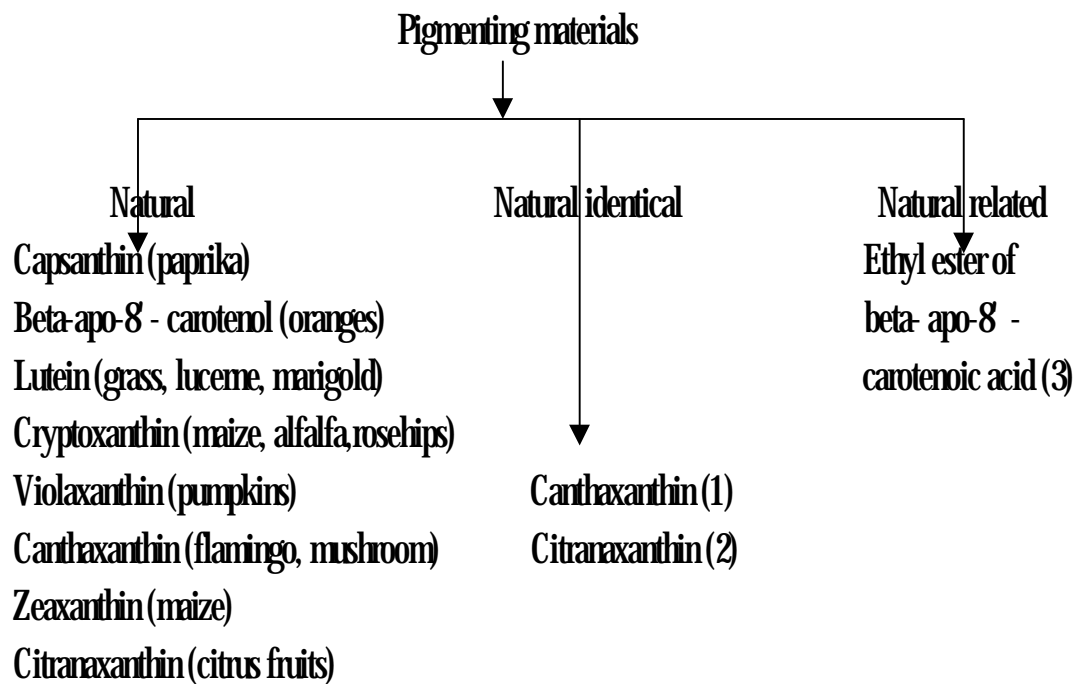 Pigmenting materials
Natural
Capsanthin (paprika)
Beta-apo-8' - carotenol (oranges)
Lutein (grass, lucerne, marigold)
Cryptoxanthin (maize, alfalfa,rosehips)
Violaxanthin (pumpkins)
Canthaxanthin (flamingo, mushroom)
Zeaxanthin (maize)
Citranaxanthin (citrus fruits)
Natural identical
Canthaxanthin (1)
Citranaxanthin (2)
Natural related
Ethyl ester of
beta- apo-8' -
carotenoic acid (3)